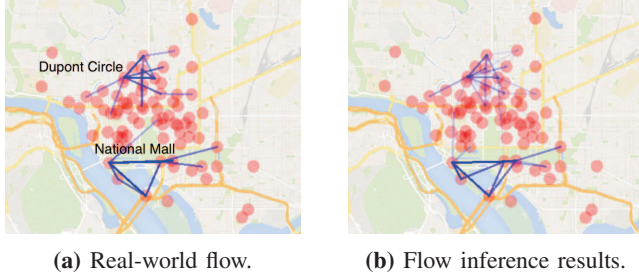 Dupont Circle
National Mall
(a) Real-world flow.
(b) Flow inference results.